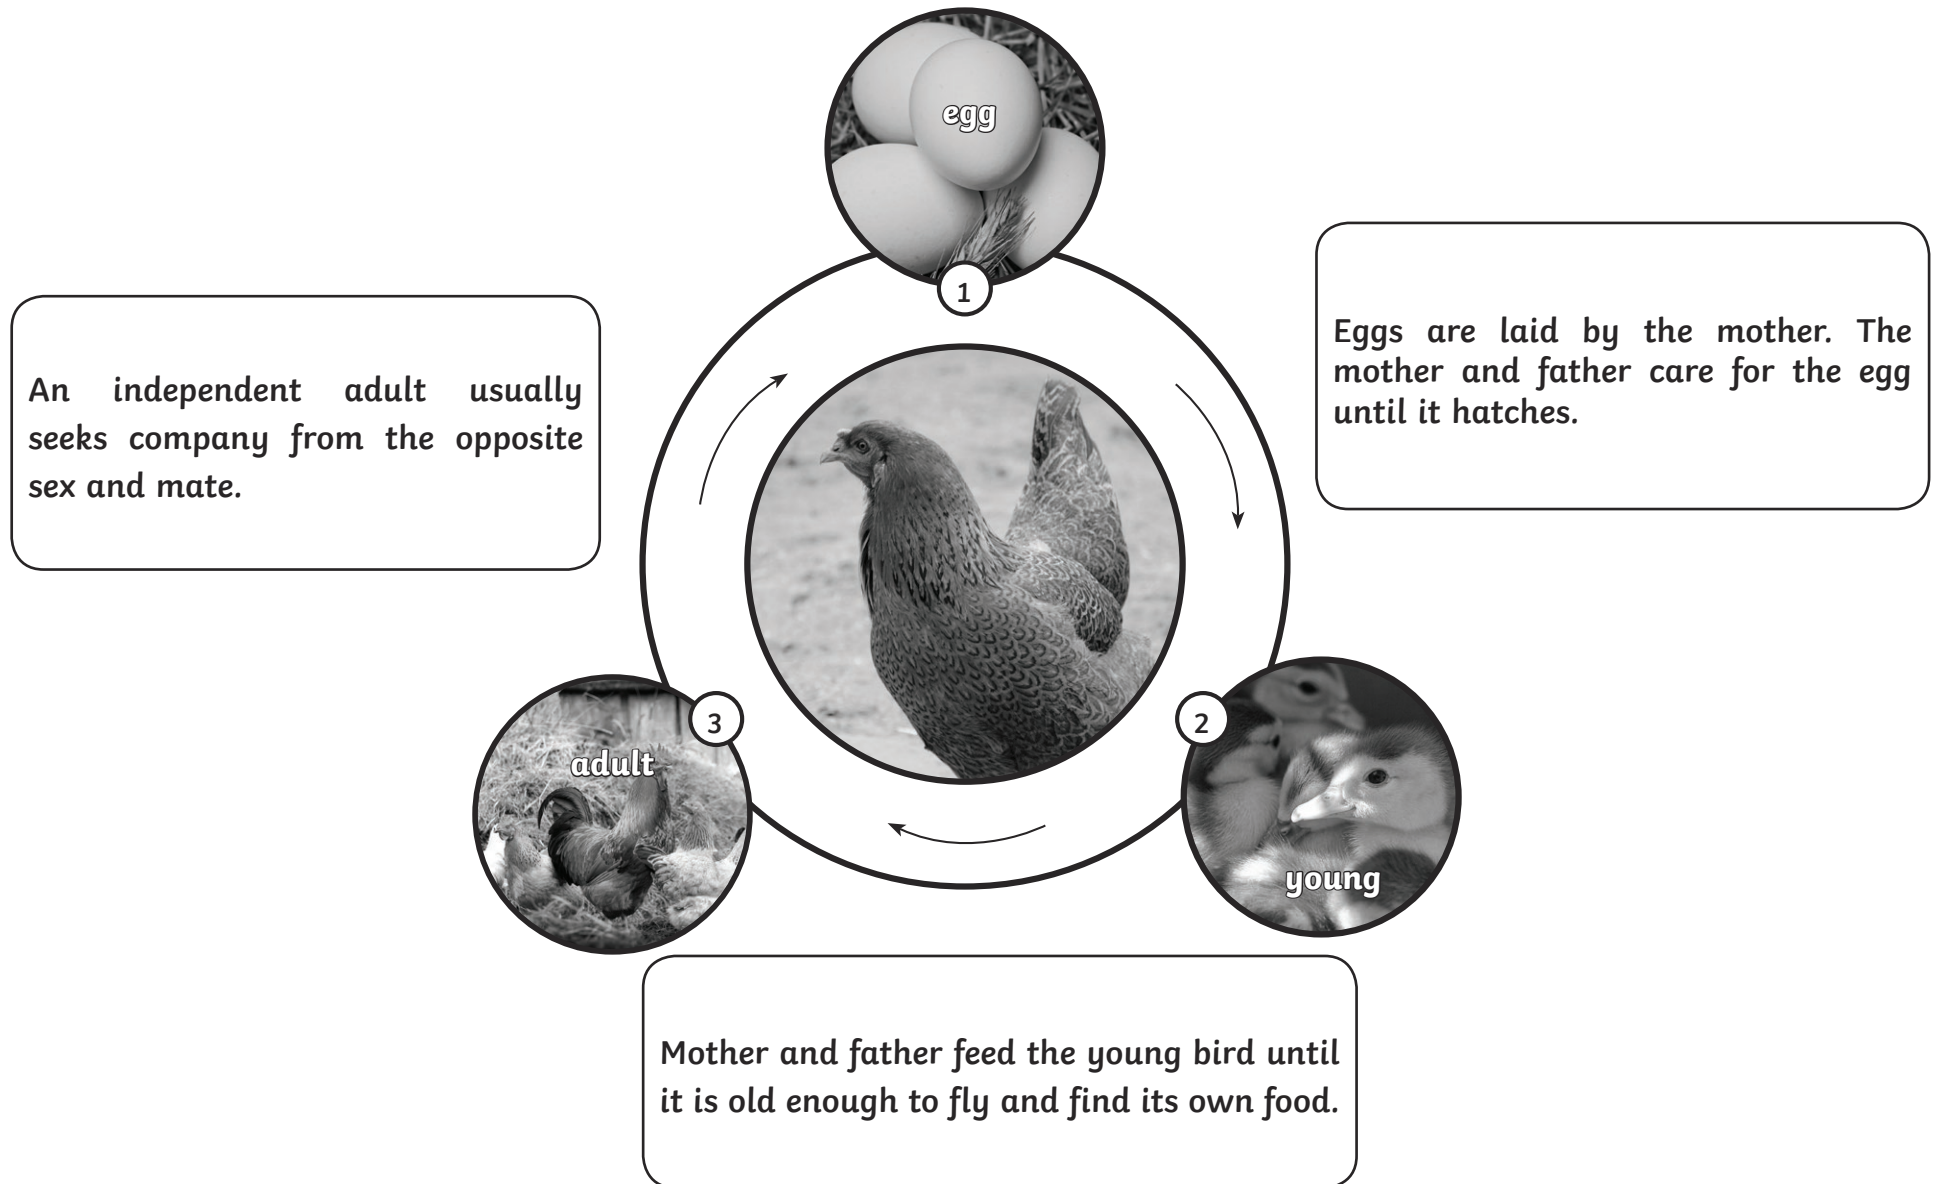 egg
1
Eggs are laid by the mother. The
mother and father care for the egg
until it hatches.
An independent adult usually
seeks company from the opposite
sex and mate.
3
adult
2
young
Mother and father feed the young bird until
it is old enough to fly and find its own food.